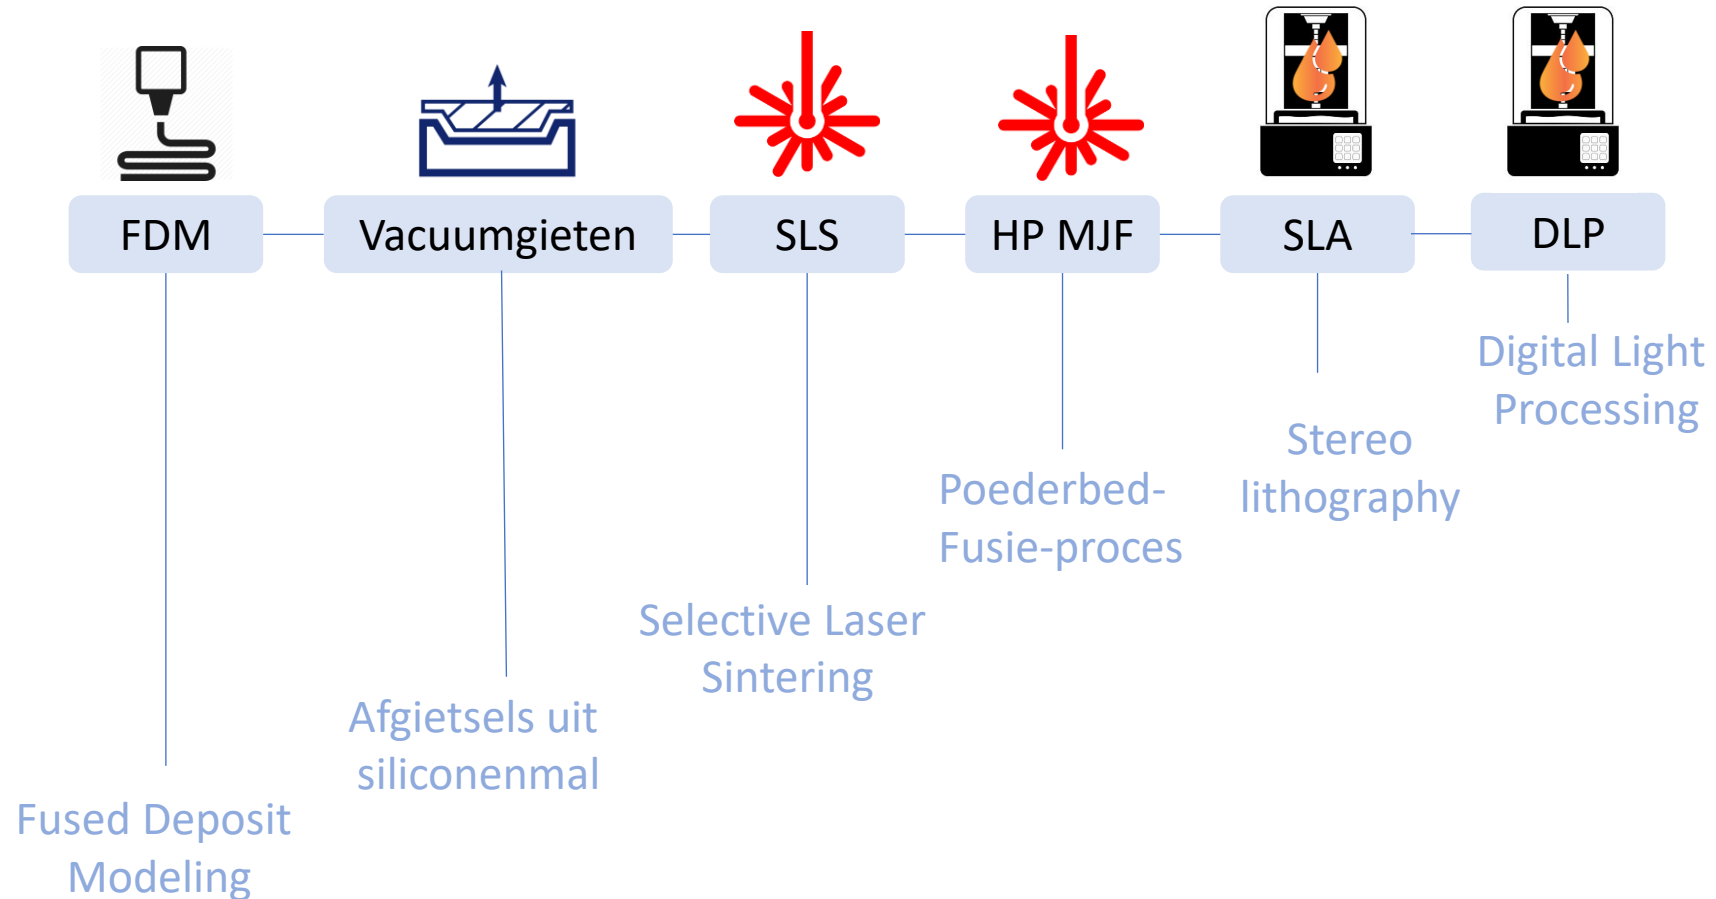 FDM
Vacuumgieten
SLS
HP MJF
SLA
DLP
Digital Light
Processing
Stereo
lithography
Poederbed-
Fusie-proces
Selective Laser
Sintering
Afgietsels uit
siliconenmal
Fused Deposit
Modeling